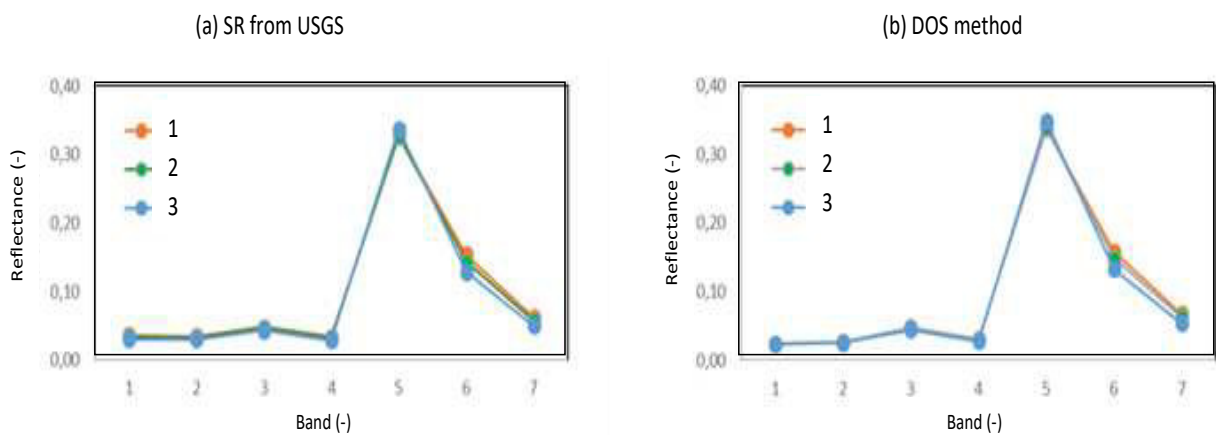 (a) SR from USGS
0,40
0,30
0,20
0,10
0,00
Reflectance (-)
1
2
3
1 2 3 4 5 6 7
Band (-)
(b) DOS method
0,40
0,30
0,20
0,10
0,00
Reflectance (-)
1
2
3
1 2 3 4 5 6 7
Band (-)